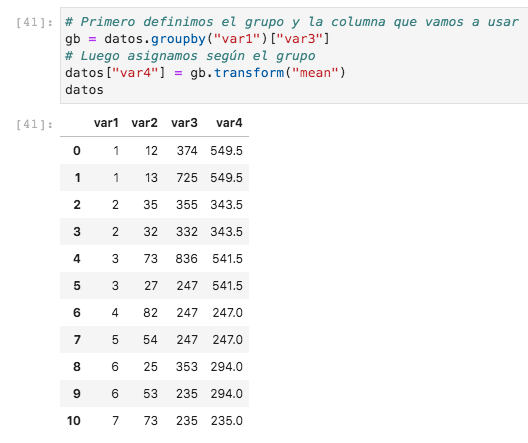 [41]: # Primero definimos el grupo y la columna que vamos a usar
gb = datos.groupby("var1")["var3"]
# Luego asignamos según el grupo
datos["var4"] = gb.transform("mean")
datos
[41]: var1 var2 var3 var4
0 1 12 374 549.5
1 1 13 725 549.5
2 2 35 355 343.5
3 2 32 332 343.5
4 3 73 836 541.5
5 3 27 247 541.5
6 4 82 247 247.0
7 5 54 247 247.0
8 6 25 353 294.0
9 6 53 235 294.0
10 7 73 235 235.0